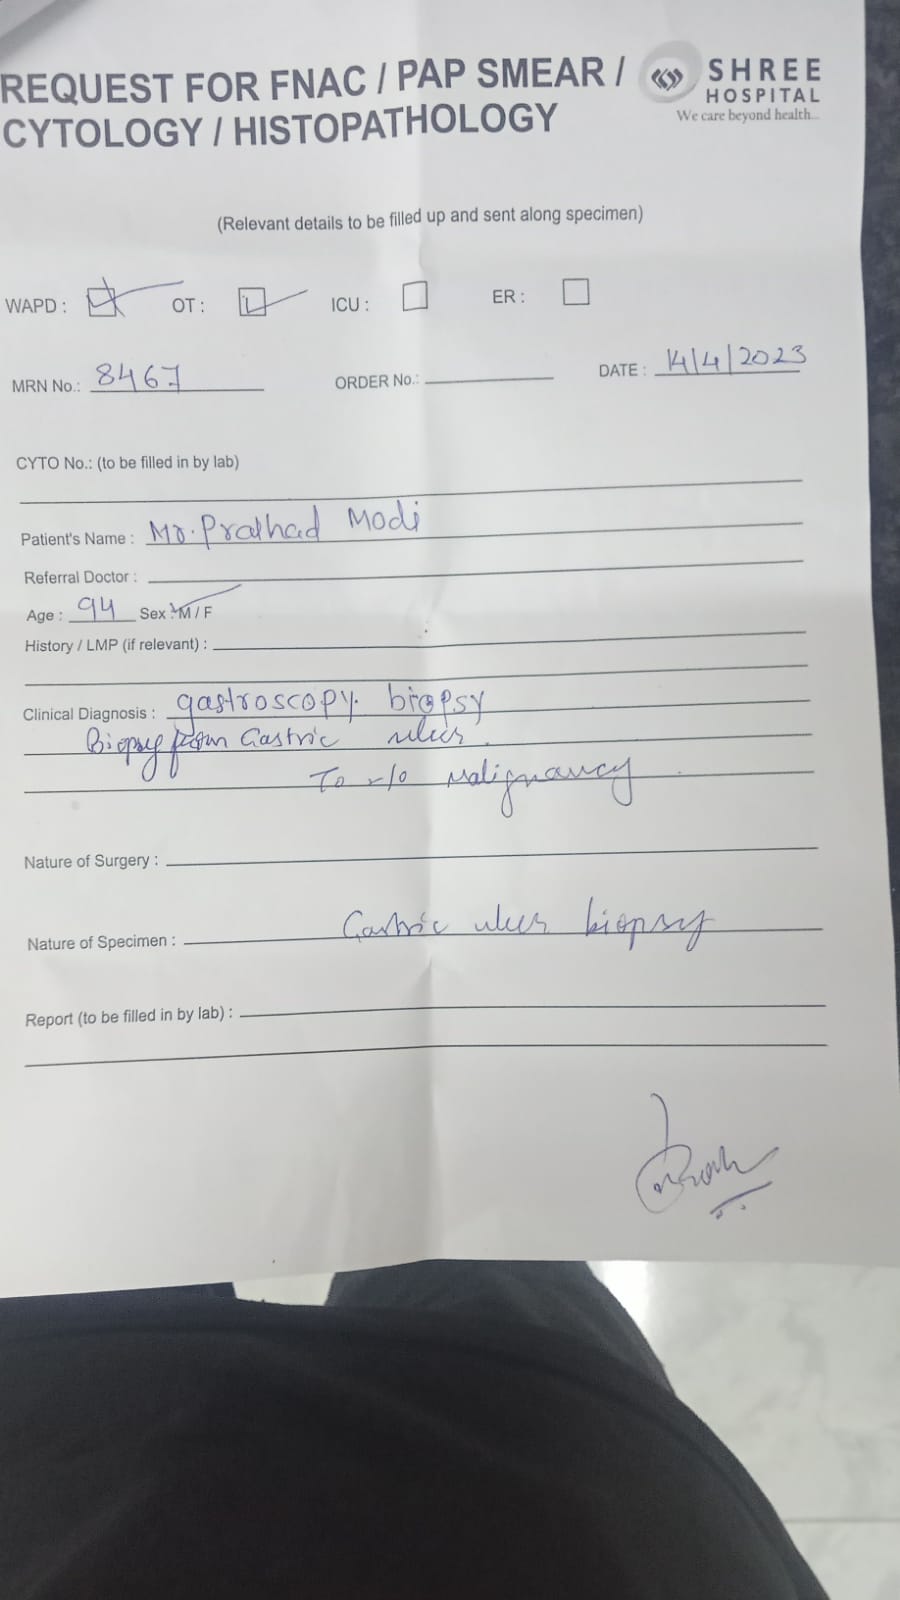 REQUEST FOR FNAC / PAP SMEAR /
CYTOLOGY / HISTOPATHOLOGY
SHREE
HOSPITAL
We care beyond health...
(Relevant details to be filled up and sent along specimen)
WAPD : OT : ICU : ER :
MRN No.: 8467 ORDER No.: DATE : 14/4/2023
CYTO No.: (to be filled in by lab)
Patient's Name : Mr. Pralhad Modi
Referral Doctor :
Age : 94 Sex : M / F
History / LMP (if relevant) :
Clinical Diagnosis : gastroscopy biopsy
Biopsy from Gastric ulcer.
To r/o Malignancy
Nature of Surgery :
Nature of Specimen : Gastric ulcer biopsy
Report (to be filled in by lab) :